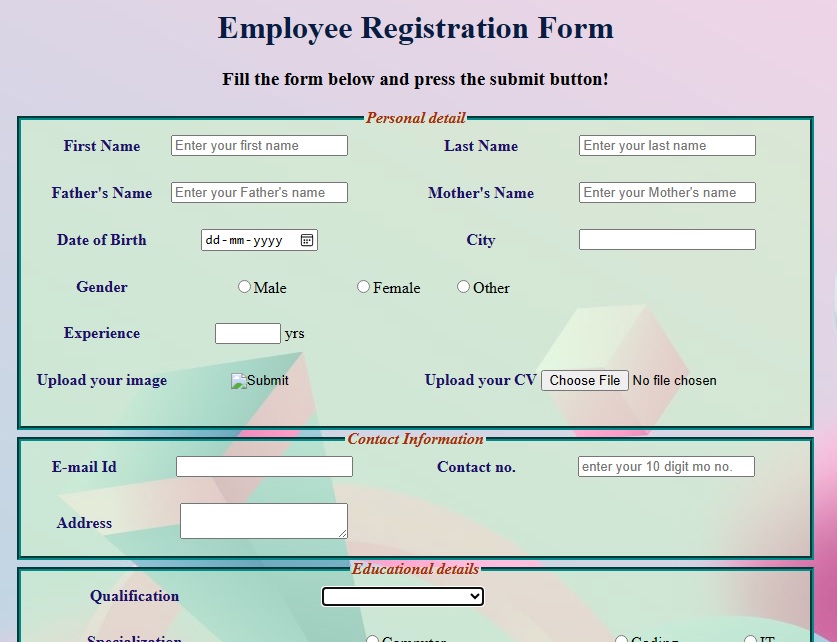 Employee Registration Form
Fill the form below and press the submit button!
Personal detail
First Name Enter your first name Last Name Enter your last name
Father's Name Enter your Father's name Mother's Name Enter your Mother's name
Date of Birth dd-mm-yyyy City
Gender Male Female Other
Experience yrs
Upload your image Submit Upload your CV Choose File No file chosen
Contact Information
E-mail Id Contact no. enter your 10 digit mo no.
Address
Educational details
Qualification
Specialization Computer Coding IT